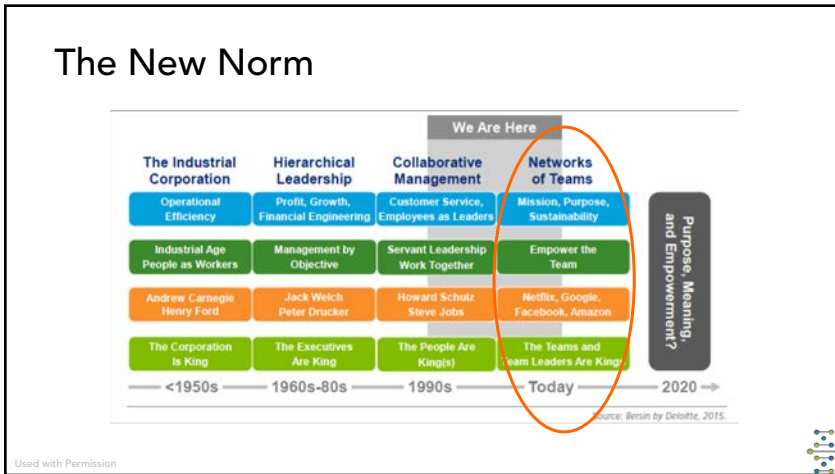 The New Norm
We Are Here
The Industrial
Corporation
Hierarchical
Leadership
Collaborative
Management
Networks
of Teams
Operational
Efficiency
Profit, Growth,
Financial Engineering
Customer Service,
Employees as Leaders
Mission, Purpose,
Sustainability
Industrial Age
People as Workers
Management by
Objective
Servant Leadership
Work Together
Empower the
Team
Andrew Carnegie
Henry Ford
Jack Welch
Peter Drucker
Howard Schulz
Steve Jobs
Netflix, Google,
Facebook, Amazon
The Corporation
Is King
The Executives
Are King
The People Are
King(s)
The Teams and
Team Leaders Are Kings
Purpose, Meaning,
and Empowerment?
<1950s
1960s-80s
1990s
Today
2020
Source: Bersin by Deloitte, 2015.
Used with Permission